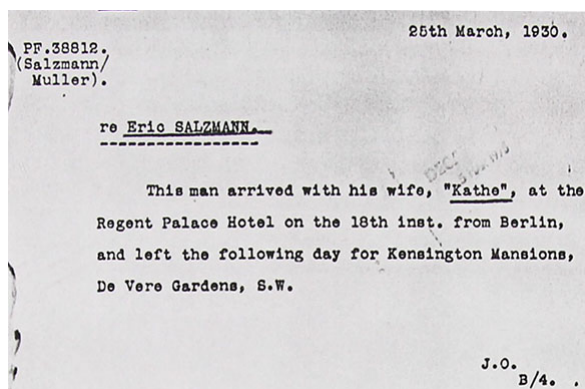 25th March, 1930.
PF.38812.
(Salzmann/
Muller).
re Eric SALZMANN.
This man arrived with his wife, "Kathe", at the
Regent Palace Hotel on the 18th inst. from Berlin,
and left the following day for Kensington Mansions,
De Vere Gardens, S.W.
J.O.
B/4.